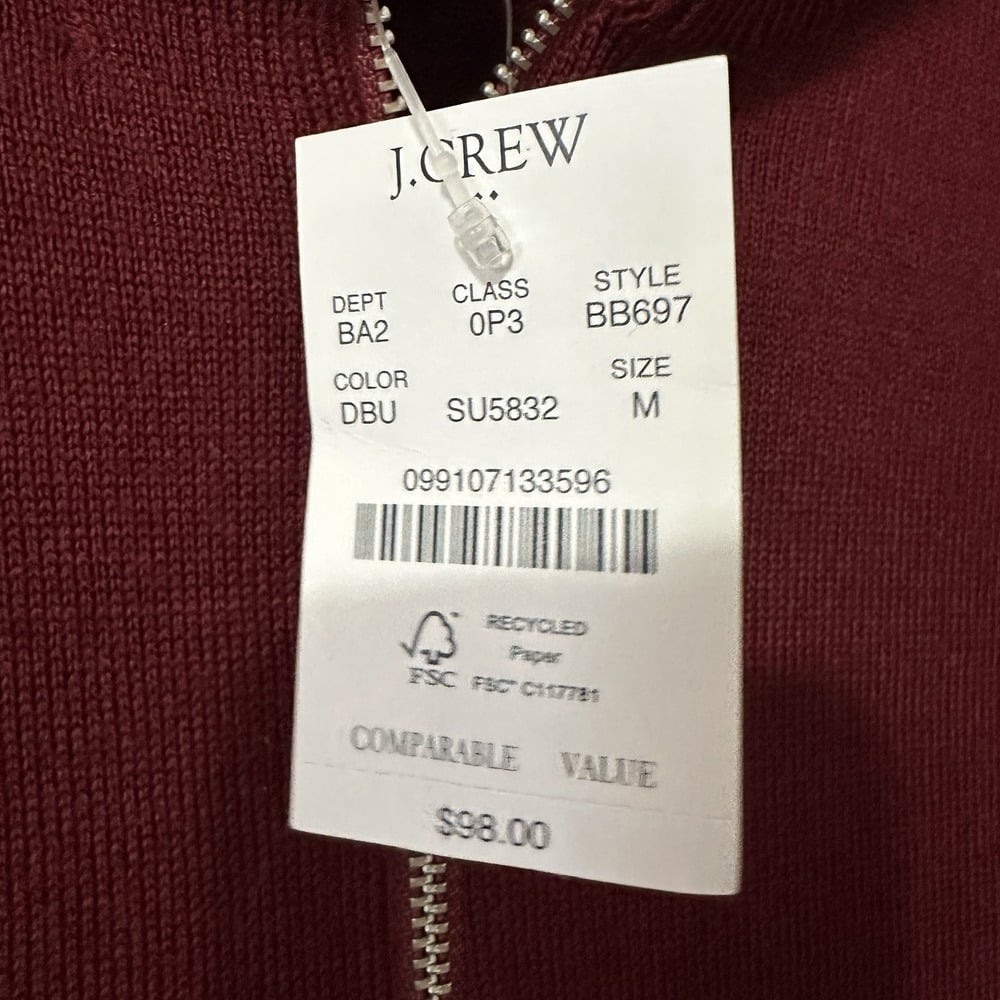 J.CREW
DEPT CLASS STYLE
BA2 0P3 BB697
COLOR SIZE
DBU SU5832 M
099107133596
RECYCLED
Paper
FSC FSC® C117781
COMPARABLE VALUE
$98.00